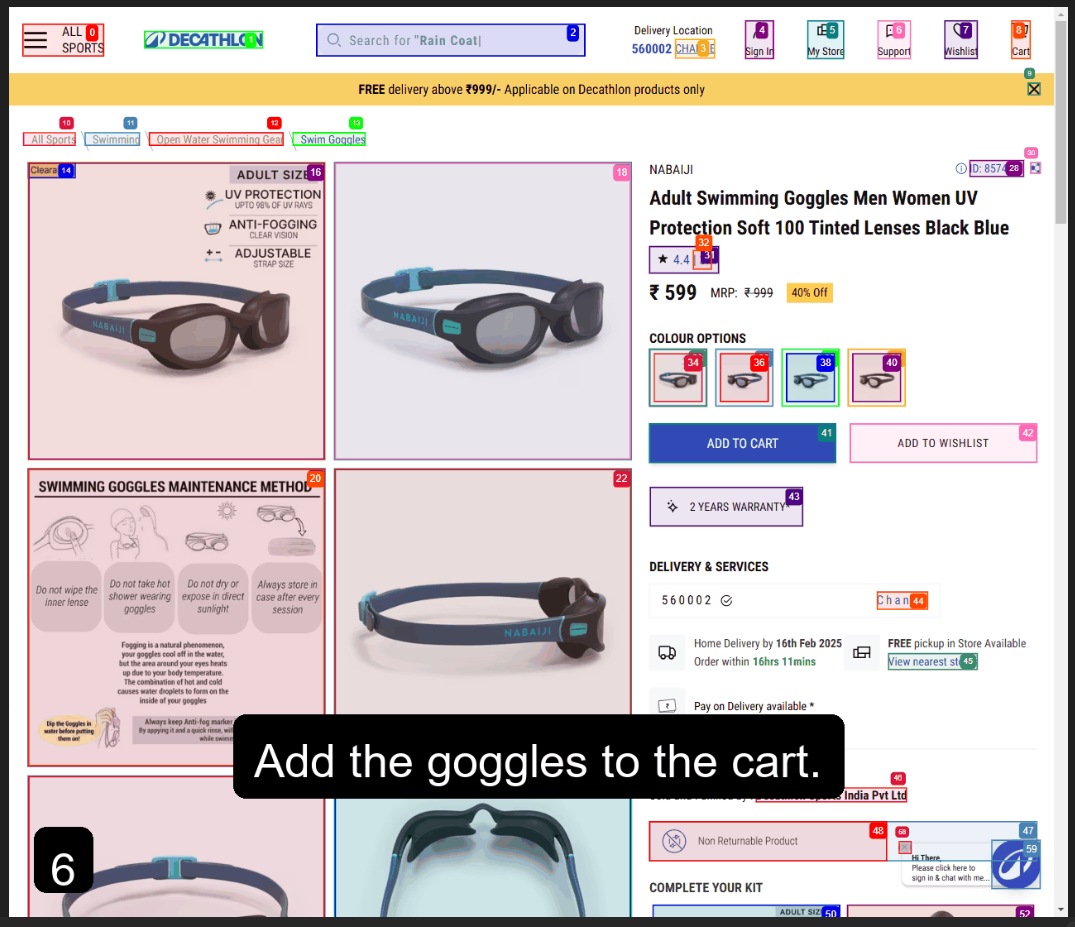 ALL
SPORTS
0
DECATHLON
1
Search for "Rain Coat|
2
Delivery Location
560002
3
4
Sign In
5
My Store
6
Support
7
Wishlist
8
Cart
FREE delivery above ₹999/- Applicable on Decathlon products only
9
10
All Sports
11
Swimming
12
Open Water Swimming Gear
13
Swim Goggles
14
16
ADULT SIZE
UV PROTECTION
UPTO 98% OF UV RAYS
ANTI-FOGGING
CLEAR VISION
ADJUSTABLE
STRAP SIZE
NABAIJI
18
NABAIJI
NABAIJI
ID: 8574
28
30
Adult Swimming Goggles Men Women UV
Protection Soft 100 Tinted Lenses Black Blue
32
★ 4.4 |
31
₹ 599 MRP: ₹ 999 40% Off
COLOUR OPTIONS
34
36
38
40
ADD TO CART
41
ADD TO WISHLIST
42
2 YEARS WARRANTY*
43
20
SWIMMING GOGGLES MAINTENANCE METHOD
Do not wipe the
inner lense
Do not take hot
shower wearing
goggles
Do not dry or
expose in direct
sunlight
Always store in
case after every
session
Fogging is a natural phenomenon,
your goggles cool off in the water,
but the area around your eyes heats
up due to your body temperature.
The combination of hot and cold
causes water droplets to form on the
inside of your goggles
Dip the Goggles in
water before putting
them on!
Always keep Anti-fog marker
By applying it and a quick rinse,
while
22
NABAIJI
DELIVERY & SERVICES
560002
Chan
44
Home Delivery by 16th Feb 2025
Order within 16hrs 11mins
FREE pickup in Store Available
View nearest
45
Pay on Delivery available *
Add the goggles to the cart.
46
India Pvt Ltd
Non Returnable Product
48
47
68
59
Hi There,
Please click here to
sign in & chat with me...
6
COMPLETE YOUR KIT
50
52